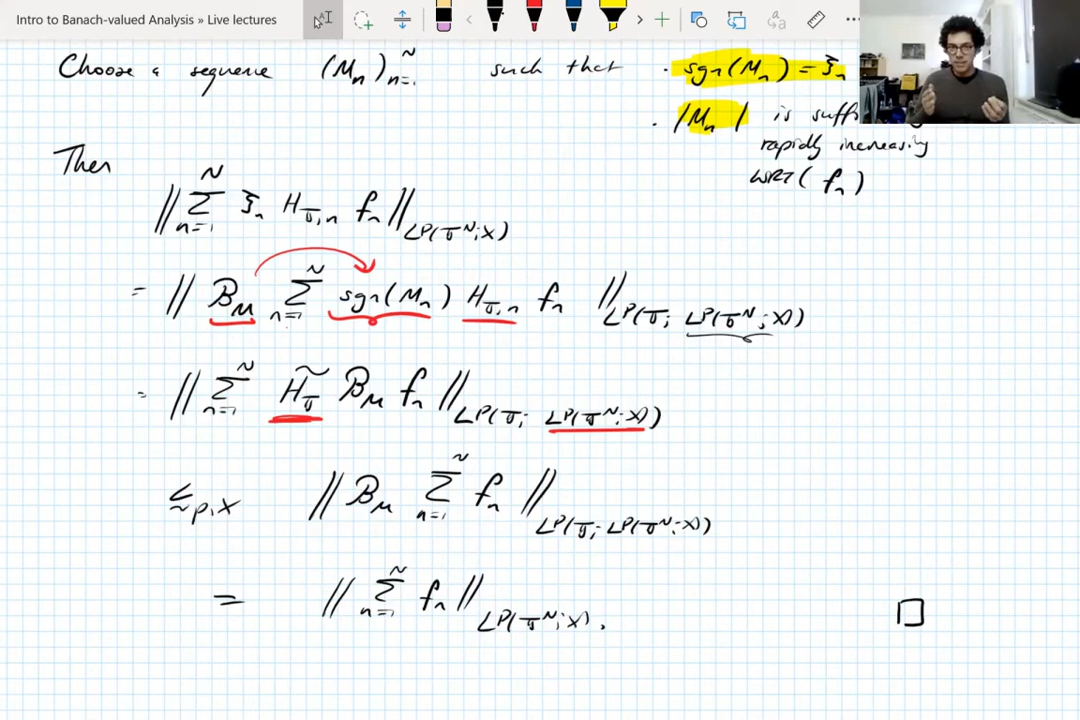 Intro to Banach-valued Analysis » Live lectures
Choose a sequence (M_n)_{n=1}^N such that · sgn(M_n) = ξ_n
· |M_n| is
rapidly increasing
WRT (f_n)
Then
‖ Σ_{n=1}^N ξ_n H_{𝕋,n} f_n ‖_{L^p(𝕋^N; X)}
= ‖ B_M Σ_{n=1}^N sgn(M_n) H_{𝕋,n} f_n ‖_{L^p(𝕋; L^p(𝕋^N; X))}
= ‖ Σ_{n=1}^N H̃_𝕋 B_M f_n ‖_{L^p(𝕋; L^p(𝕋^N; X))}
≲_{p,X} ‖ B_M Σ_{n=1}^N f_n ‖_{L^p(𝕋; L^p(𝕋^N; X))}
= ‖ Σ_{n=1}^N f_n ‖_{L^p(𝕋^N; X)}. □